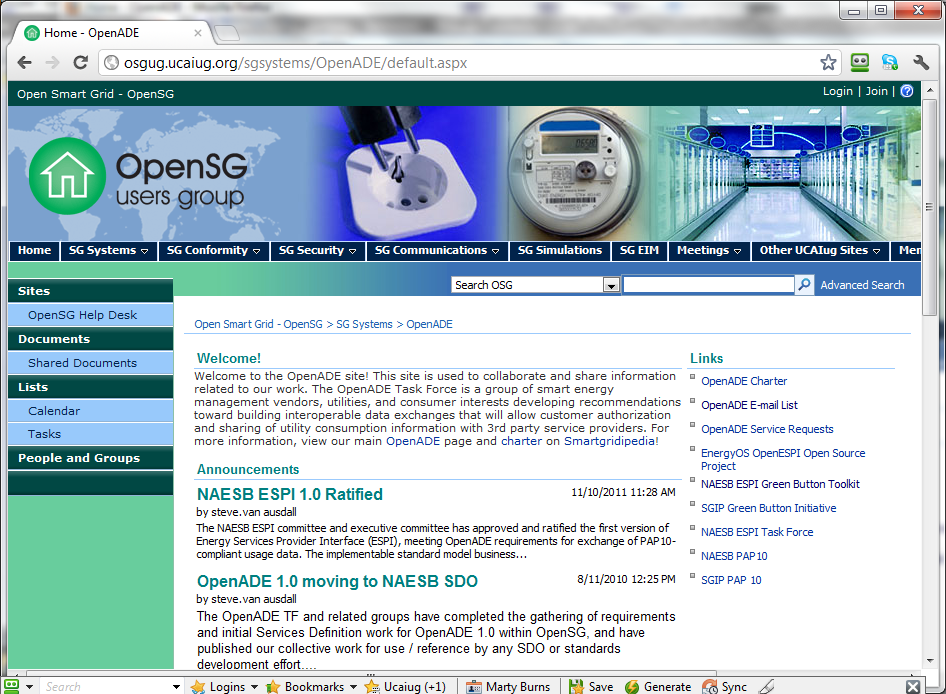 Home - OpenADE
osgug.ucaiug.org/sgsystems/OpenADE/default.aspx
Open Smart Grid - OpenSG
Login | Join |
OpenSG
users group
Home SG Systems SG Conformity SG Security SG Communications SG Simulations SG EIM Meetings Other UCAIug Sites Mem
Search OSG Advanced Search
Sites
OpenSG Help Desk
Documents
Shared Documents
Lists
Calendar
Tasks
People and Groups
Open Smart Grid - OpenSG > SG Systems > OpenADE
Welcome!
Welcome to the OpenADE site! This site is used to collaborate and share information
related to our work. The OpenADE Task Force is a group of smart energy
management vendors, utilities, and consumer interests developing recommendations
toward building interoperable data exchanges that will allow customer authorization
and sharing of utility consumption information with 3rd party service providers. For
more information, view our main OpenADE page and charter on Smartgridipedia!
Announcements
NAESB ESPI 1.0 Ratified 11/10/2011 11:28 AM
by steve.van ausdall
The NAESB ESPI committee and executive committee has approved and ratified the first version of
Energy Services Provider Interface (ESPI), meeting OpenADE requirements for exchange of PAP10-
compliant usage data. The implementable standard model business...
OpenADE 1.0 moving to NAESB SDO 8/11/2010 12:25 PM
by steve.van ausdall
The OpenADE TF and related groups have completed the gathering of requirements
and initial Services Definition work for OpenADE 1.0 within OpenSG, and have
published our collective work for use / reference by any SDO or standards
development effort....
Links
OpenADE Charter
OpenADE E-mail List
OpenADE Service Requests
EnergyOS OpenESPI Open Source
Project
NAESB ESPI Green Button Toolkit
SGIP Green Button Initiative
NAESB ESPI Task Force
NAESB PAP10
SGIP PAP 10
Search Logins Bookmarks Ucaiug (+1) Marty Burns Save Generate Sync